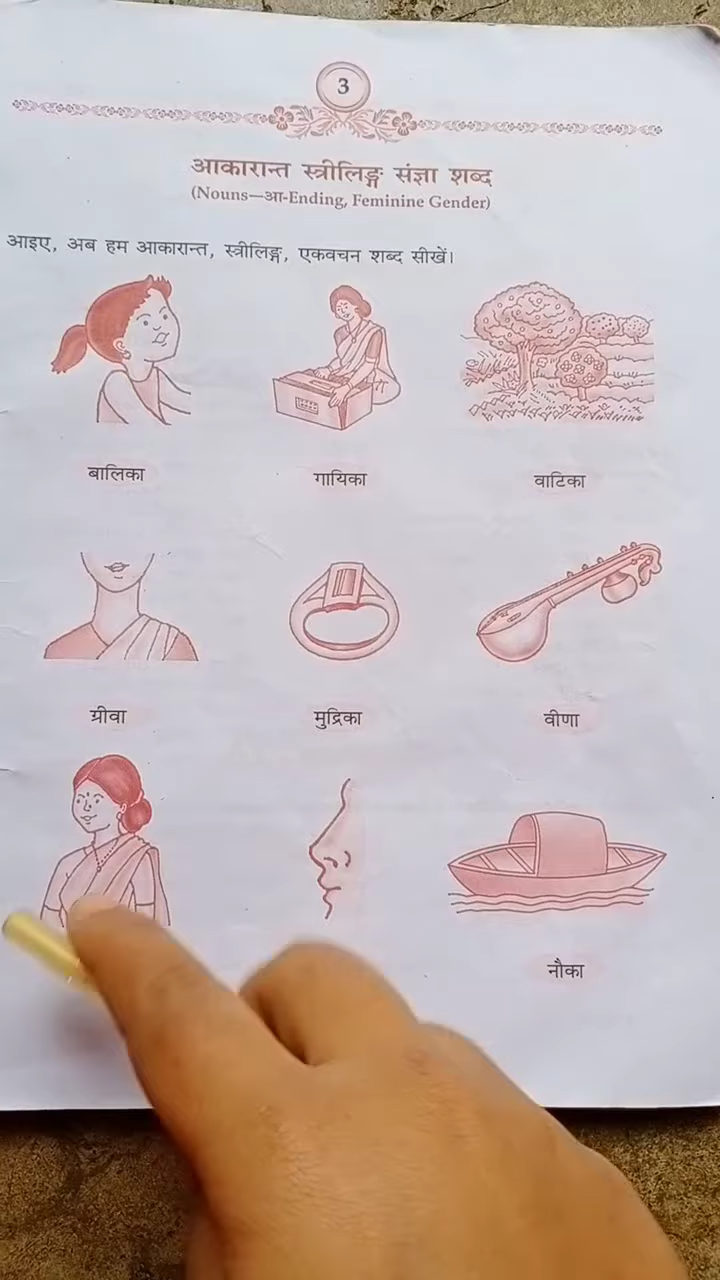 3
आकारान्त स्त्रीलिङ्ग संज्ञा शब्द
(Nouns—आ-Ending, Feminine Gender)
आइए, अब हम आकारान्त, स्त्रीलिङ्ग, एकवचन शब्द सीखें।
बालिका गायिका वाटिका
ग्रीवा मुद्रिका वीणा
नौका